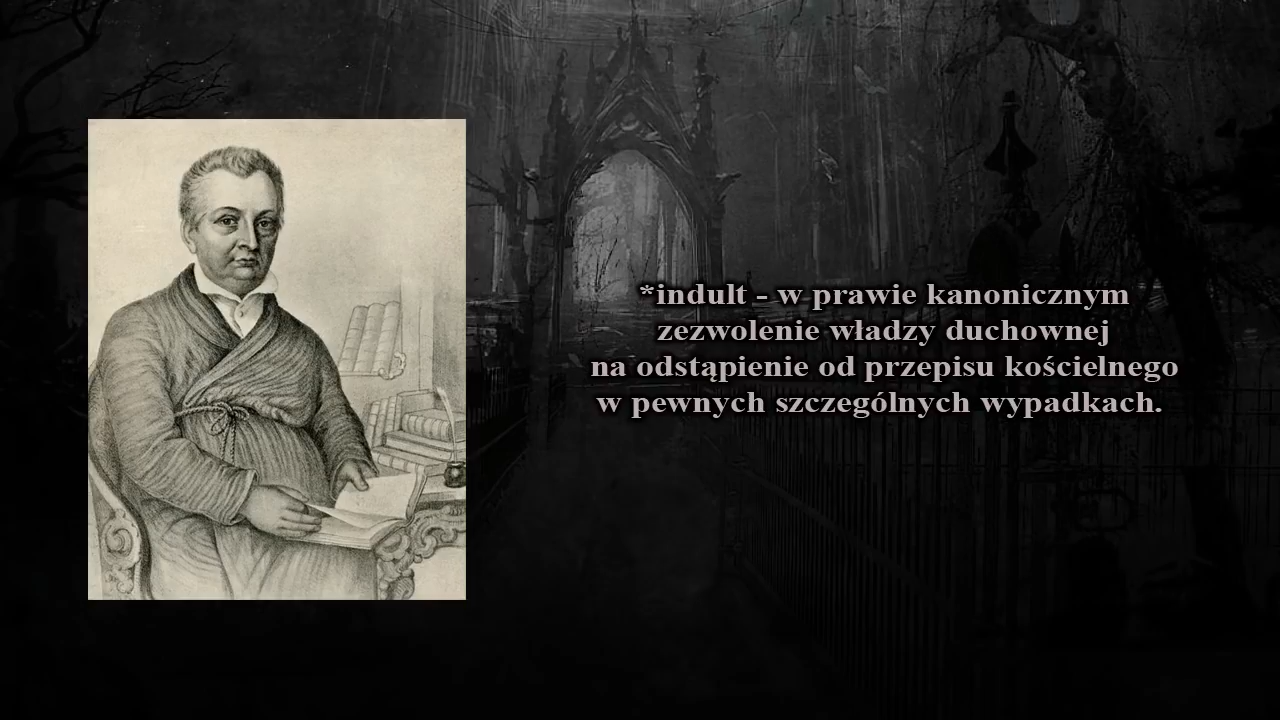 *indult - w prawie kanonicznym
zezwolenie władzy duchownej
na odstąpienie od przepisu kościelnego
w pewnych szczególnych wypadkach.